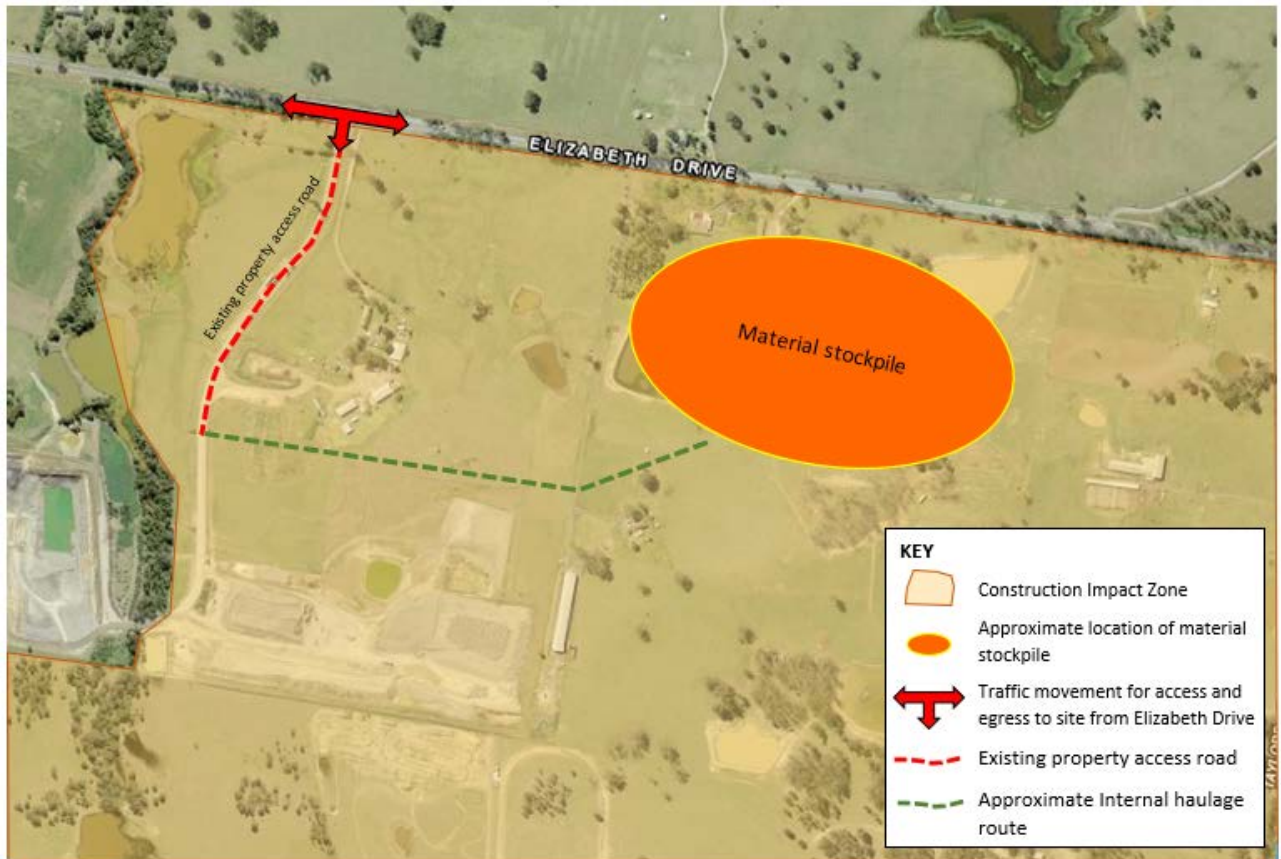 ELIZABETH DRIVE
Existing property access road
Material stockpile
KEY
Construction Impact Zone
Approximate location of material
stockpile
Traffic movement for access and
egress to site from Elizabeth Drive
Existing property access road
Approximate Internal haulage
route